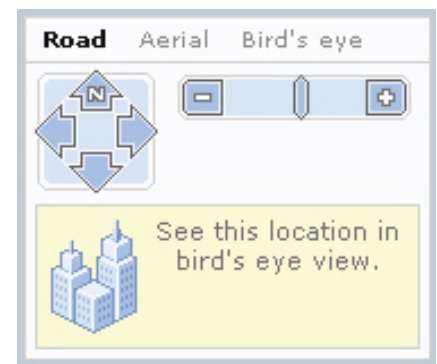 Road Aerial Bird's eye
N
See this location in
bird's eye view.